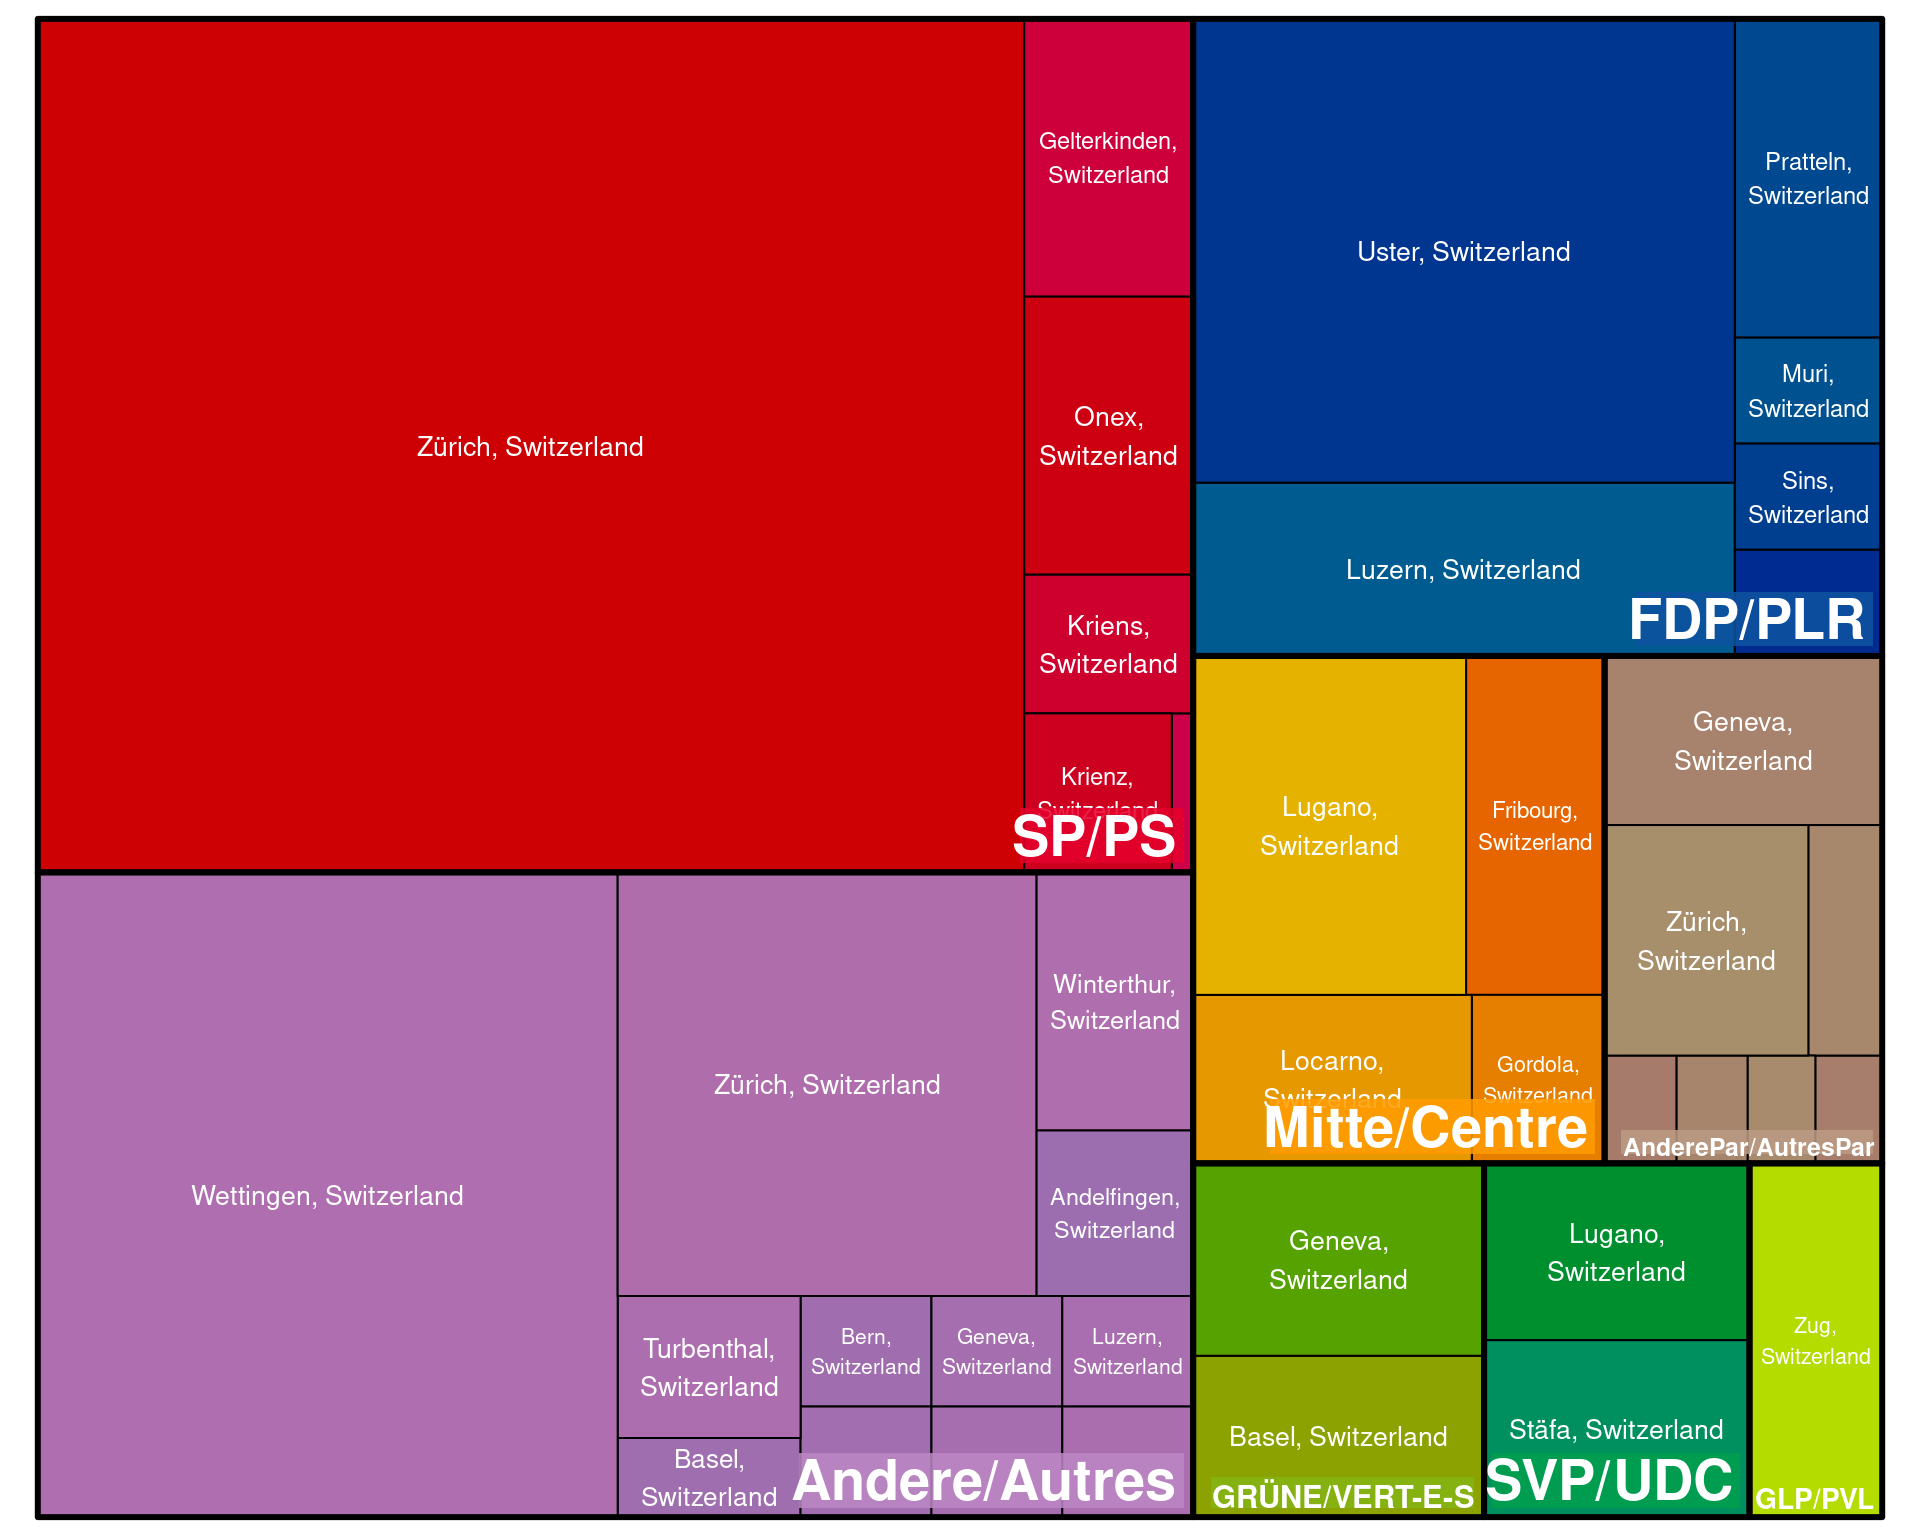 Zürich, Switzerland
Gelterkinden,
Switzerland
Onex,
Switzerland
Kriens,
Switzerland
Krienz,
Switzerland
SP/PS
Uster, Switzerland
Pratteln,
Switzerland
Muri,
Switzerland
Sins,
Switzerland
Luzern, Switzerland
FDP/PLR
Wettingen, Switzerland
Zürich, Switzerland
Winterthur,
Switzerland
Andelfingen,
Switzerland
Turbenthal,
Switzerland
Bern,
Switzerland
Geneva,
Switzerland
Luzern,
Switzerland
Basel,
Switzerland
Andere/Autres
Lugano,
Switzerland
Fribourg,
Switzerland
Locarno,
Switzerland
Gordola,
Switzerland
Mitte/Centre
Geneva,
Switzerland
Zürich,
Switzerland
AnderePar/AutresPar
Geneva,
Switzerland
Basel, Switzerland
GRÜNE/VERT-E-S
Lugano,
Switzerland
Stäfa, Switzerland
SVP/UDC
Zug,
Switzerland
GLP/PVL